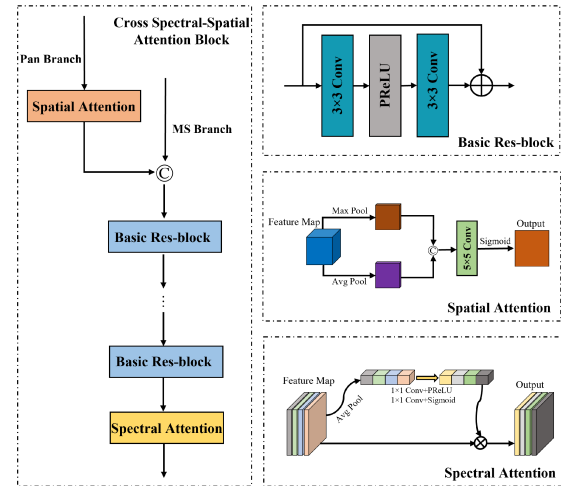 Cross Spectral-Spatial
Attention Block
Pan Branch
Spatial Attention
MS Branch
C
Basic Res-block
Basic Res-block
Spectral Attention
3×3 Conv
PReLU
3×3 Conv
Basic Res-block
Feature Map
Max Pool
Avg Pool
C
5×5 Conv
Sigmoid
Output
Spatial Attention
Feature Map
Avg Pool
1×1 Conv+PReLU
1×1 Conv+Sigmoid
Output
Spectral Attention